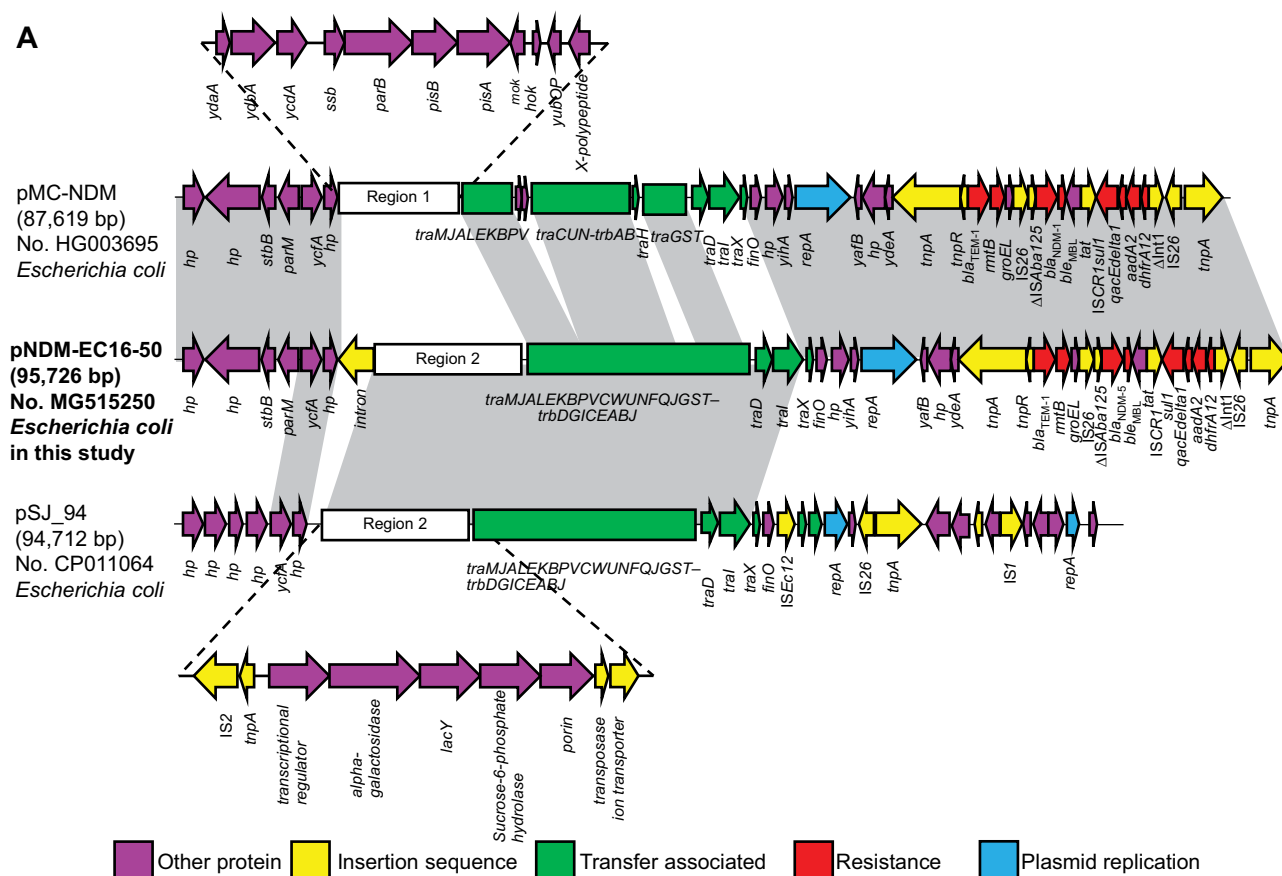 A
ydaA ydbA ycdA ssb parB pisB pisA mok hok yubOP X-polypeptide
pMC-NDM
(87,619 bp)
No. HG003695
Escherichia coli
Region 1
hp hp stbB parM ycfA hp traMJALEKBPV traCUN-trbABI traH traGST traD traI traX finO hp yihA repA yafB hp ydeA tnpA tnpR blaTEM-1 rmtB groEL IS26 ΔISAba125 blaNDM-1 bleMBL tat ISCR1 sul1 qacEdelta1 aadA2 dhfrA12 ΔInt1 IS26 tnpA
pNDM-EC16-50
(95,726 bp)
No. MG515250
Escherichia coli
in this study
Region 2
hp hp stbB parM ycfA hp intron traMJALEKBPVCWUNFQJGST–
trbDGICEABJ
traD traI traX finO hp yihA repA yafB hp ydeA tnpA tnpR blaTEM-1 rmtB groEL IS26 ΔISAba125 blaNDM-5 bleMBL tat ISCR1 sul1 qacEdelta1 aadA2 dhfrA12 ΔInt1 IS26 tnpA
pSJ_94
(94,712 bp)
No. CP011064
Escherichia coli
Region 2
hp hp hp hp ycfA hp traMJALEKBPVCWUNFQJGST–
trbDGICEABJ
traD traI traX finO ISEc12 repA IS26 tnpA IS1 repA
IS2 tnpA transcriptional
regulator
alpha-
galactosidase
lacY
Sucrose-6-phosphate
hydrolase
porin
transposase
ion transporter
Other protein Insertion sequence Transfer associated Resistance Plasmid replication